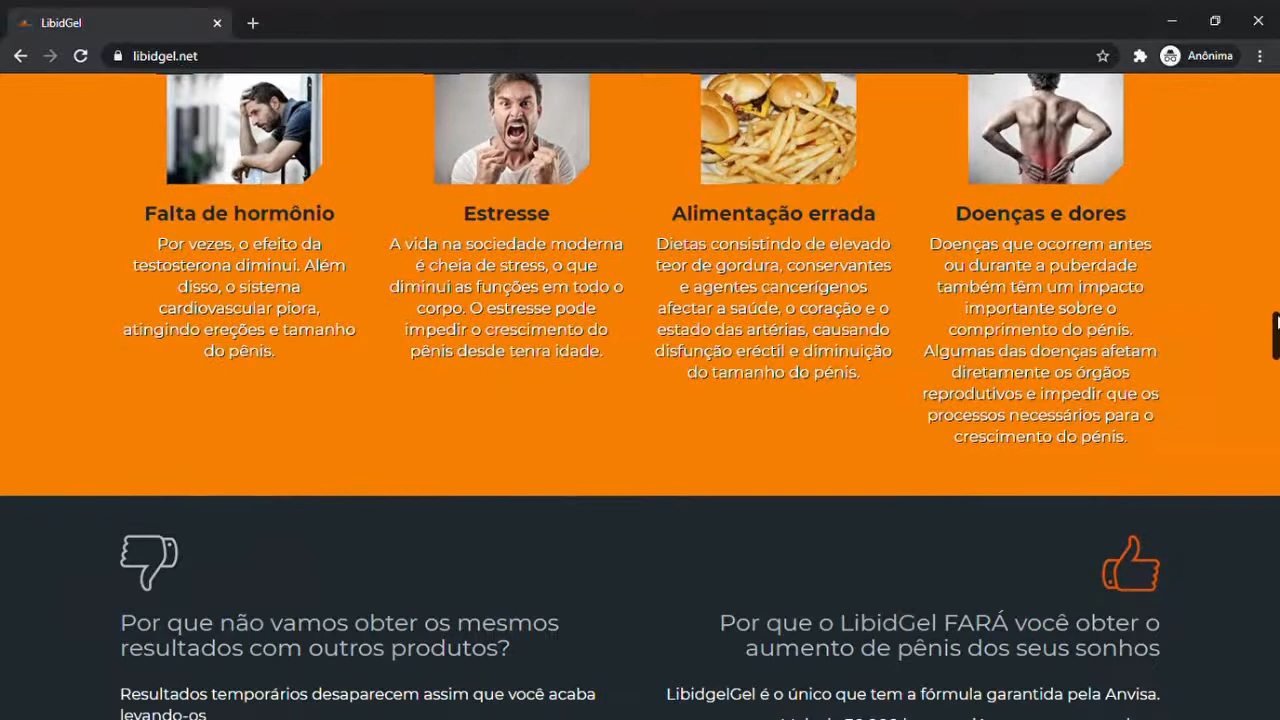 LibidGel
libidgel.net
Anônima
Falta de hormônio
Por vezes, o efeito da
testosterona diminui. Além
disso, o sistema
cardiovascular piora,
atingindo ereções e tamanho
do pênis.
Estresse
A vida na sociedade moderna
é cheia de stress, o que
diminui as funções em todo o
corpo. O estresse pode
impedir o crescimento do
pênis desde tenra idade.
Alimentação errada
Dietas consistindo de elevado
teor de gordura, conservantes
e agentes cancerígenos
afectar a saúde, o coração e o
estado das artérias, causando
disfunção eréctil e diminuição
do tamanho do pénis.
Doenças e dores
Doenças que ocorrem antes
ou durante a puberdade
também têm um impacto
importante sobre o
comprimento do pénis.
Algumas das doenças afetam
diretamente os órgãos
reprodutivos e impedir que os
processos necessários para o
crescimento do pénis.
Por que não vamos obter os mesmos
resultados com outros produtos?
Resultados temporários desaparecem assim que você acaba
levando-os
Por que o LibidGel FARÁ você obter o
aumento de pênis dos seus sonhos
LibidgelGel é o único que tem a fórmula garantida pela Anvisa.